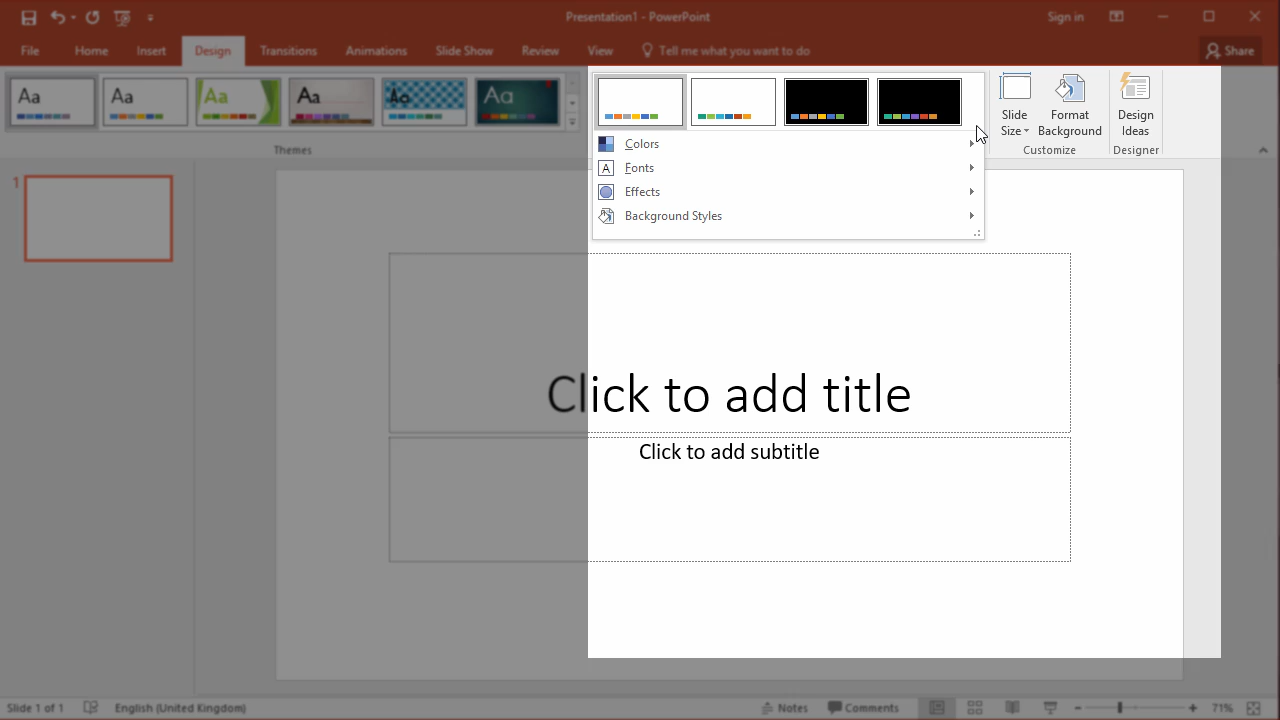 Presentation1 - PowerPoint
Sign in
File
Home
Insert
Design
Transitions
Animations
Slide Show
Review
View
Tell me what you want to do
Share
Aa
Aa
Aa
Aa
Aa
Aa
Themes
Slide
Size
Format
Background
Design
Ideas
Customize
Designer
Colors
A
Fonts
Effects
Background Styles
1
Click to add title
Click to add subtitle
Slide 1 of 1
English (United Kingdom)
Notes
Comments
71%